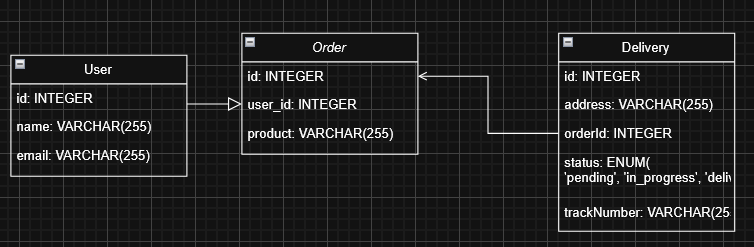 User
id: INTEGER
name: VARCHAR(255)
email: VARCHAR(255)
Order
id: INTEGER
user_id: INTEGER
product: VARCHAR(255)
Delivery
id: INTEGER
address: VARCHAR(255)
orderId: INTEGER
status: ENUM(
'pending', 'in_progress',
trackNumber: